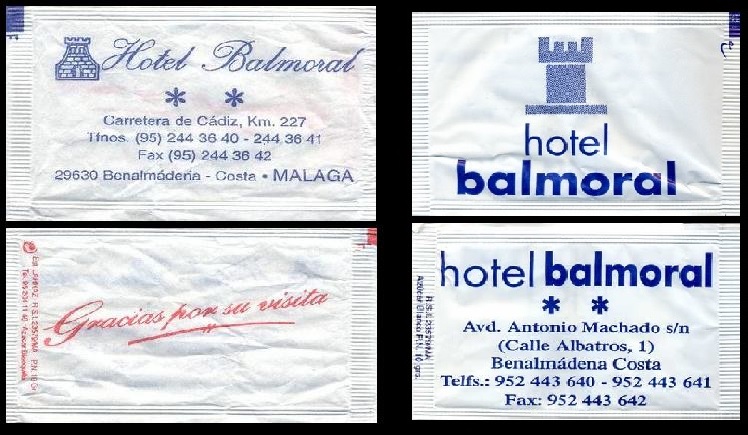 Hotel Balmoral
* *
Carretera de Cádiz, Km. 227
Tfnos. (95) 244 36 40 - 244 36 41
Fax (95) 244 36 42
29630 Benalmádena - Costa • MALAGA
Gracias por su visita
hotel
balmoral
hotel balmoral
* *
Avd. Antonio Machado s/n
(Calle Albatros, 1)
Benalmádena Costa
Telfs.: 952 443 640 - 952 443 641
Fax: 952 443 642